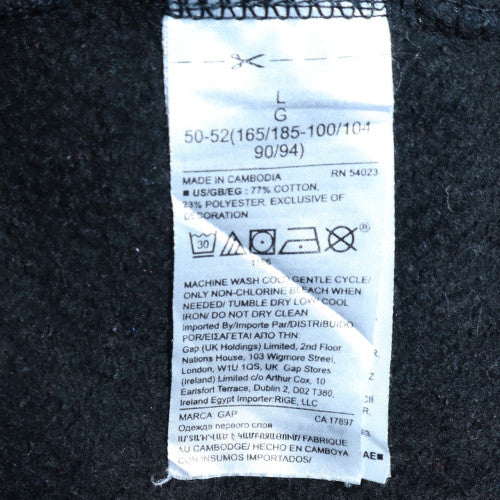 L
G
50-52(165/185-100/104
90/94)
MADE IN CAMBODIA RN 54023
■ US/GB/EG : 77% COTTON,
23% POLYESTER, EXCLUSIVE OF
DECORATION
30
MACHINE WASH COLD GENTLE CYCLE/
ONLY NON-CHLORINE BLEACH WHEN
NEEDED/ TUMBLE DRY LOW/ COOL
IRON/ DO NOT DRY CLEAN
Imported By/Importe Par/DISTRIBUIDO
POR/ΕΙΣΑΓΕΤΑΙ ΑΠΟ/
Gap (UK Holdings) Limited, 2nd Floor
Nations House, 103 Wigmore Street,
London, W1U 1QS, UK Gap Stores
(Ireland) Limited c/o Arthur Cox, 10
Earlsfort Terrace, Dublin 2, D02 T380,
Ireland Egypt Importer:RIGE, LLC
MARCA: GAP CA 17897
Одежда первого слоя
FABRIQUE
AU CAMBODGE/ HECHO EN CAMBOYA
CON INSUMOS IMPORTADOS/
AE■